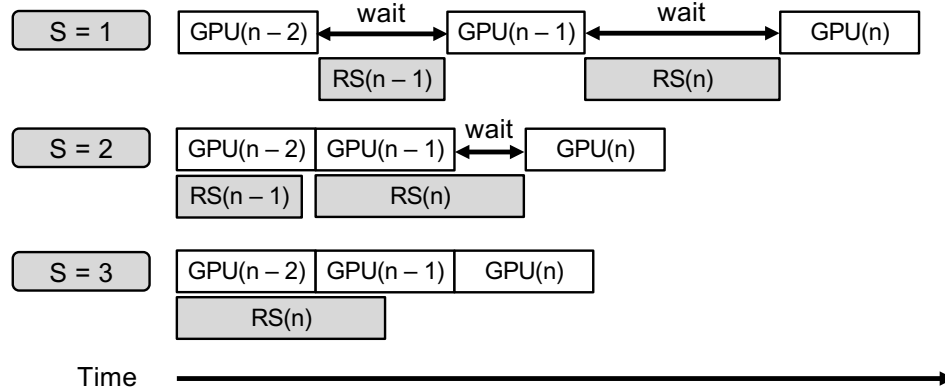 wait wait
S = 1 GPU(n – 2) GPU(n – 1) GPU(n)
RS(n – 1) RS(n)
wait
S = 2 GPU(n – 2) GPU(n – 1) GPU(n)
RS(n – 1) RS(n)
S = 3 GPU(n – 2) GPU(n – 1) GPU(n)
RS(n)
Time